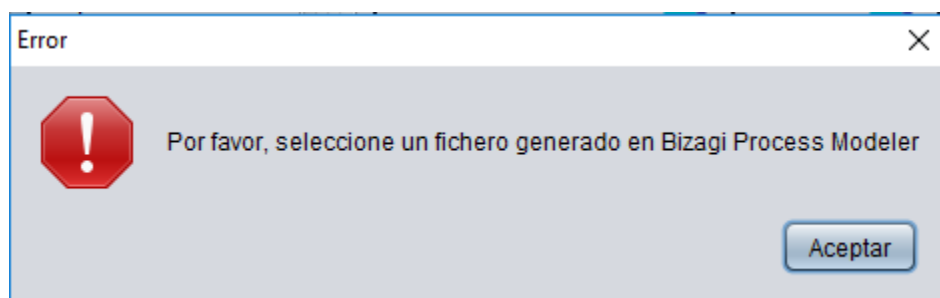 Error
Por favor, seleccione un fichero generado en Bizagi Process Modeler
Aceptar